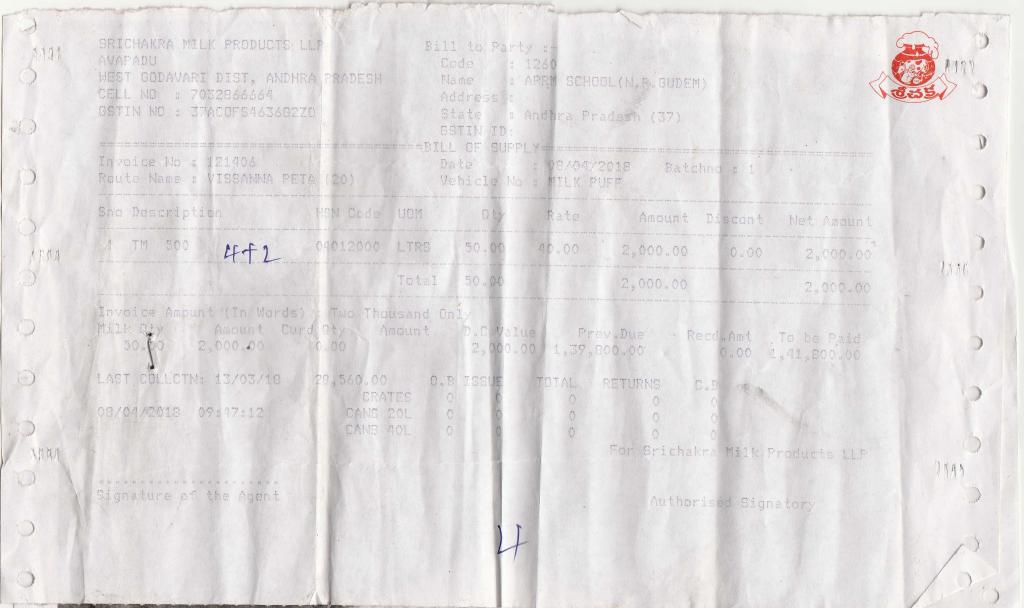 శ్రీచక్ర
SRICHAKRA MILK PRODUCTS LLP Bill to Party :-
AVAPADU Code : 1260
WEST GODAVARI DIST, ANDHRA PRADESH Name : APRM SCHOOL(N.R.GUDEM)
CELL NO : 7032866664 Address :
GSTIN NO : State : Andhra Pradesh (37)
GSTIN ID:
BILL OF SUPPLY
Invoice No : 121406 Date : 08/04/2018 Batchno : 1
Route Name : VISSANNA PETA (20) Vehicle No : MILK PUFF
Sno Description HSN Code UOM Qty Rate Amount Discont Net Amount
1 TM 500 4+2 04012000 LTRS 50.00 40.00 2,000.00 0.00 2,000.00
Total 50.00 2,000.00 2,000.00
Invoice Amount (In Words) : Two Thousand Only
Milk Qty Amount Curd Qty Amount D.C.Value Prev.Due Recd.Amt To be Paid
50.00 2,000.00 0.00 2,000.00 1,39,800.00 0.00 1,41,800.00
LAST COLLCTN: 13/03/18 28,560.00 O.B ISSUE TOTAL RETURNS C.B
CRATES 0 0 0 0 0
08/04/2018 09:47:12 CANS 20L 0 0 0 0 0
CANS 40L 0 0 0 0 0
For Srichakra Milk Products LLP
Signature of the Agent Authorised Signatory
4